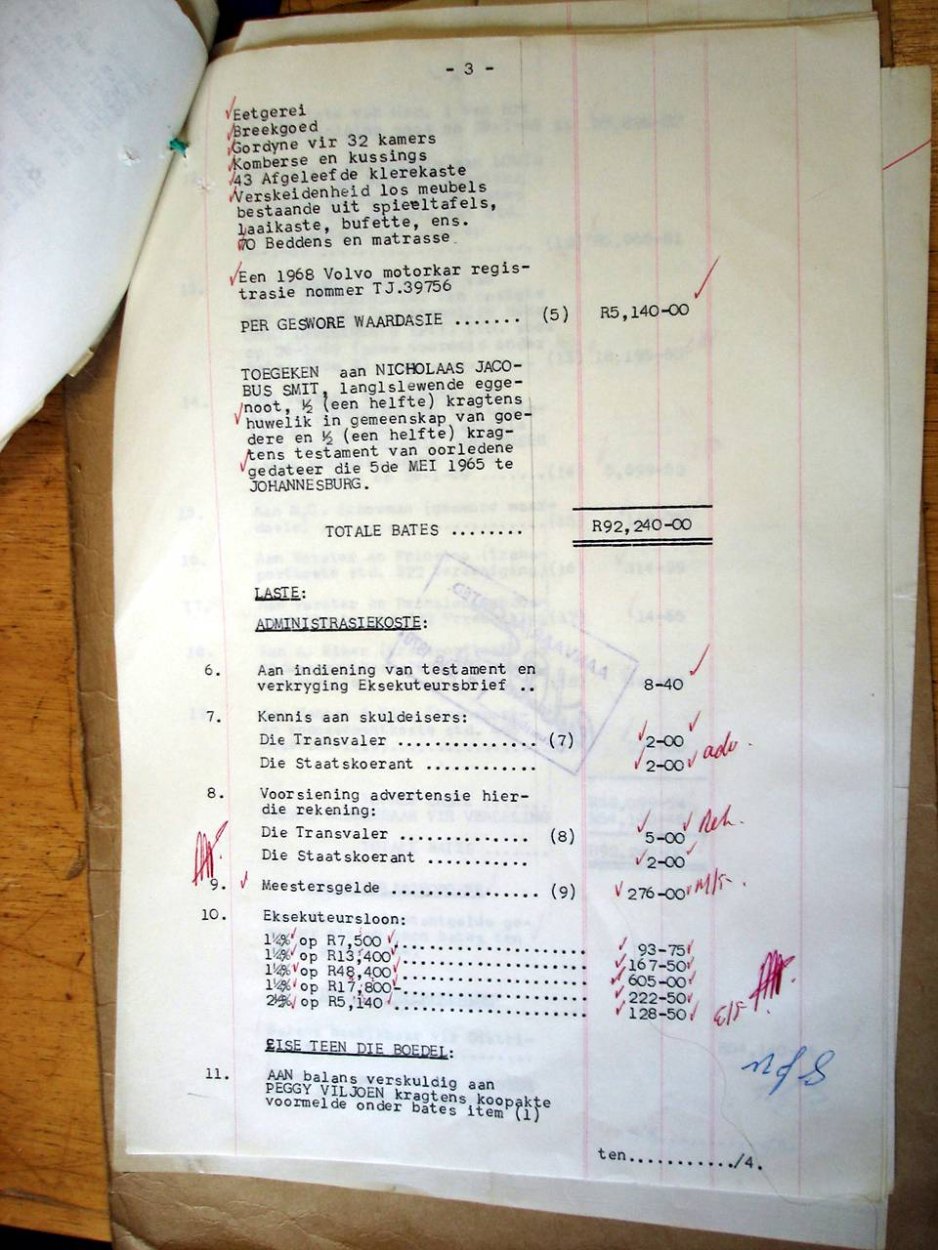 - 3 -
Eetgerei
Breekgoed
Gordyne vir 32 kamers
Komberse en kussings
43 Afgeleefde klerekaste
Verskeidenheid los meubels
bestaande uit spieeltafels,
laaikaste, bufette, ens.
70 Beddens en matrasse.
Een 1968 Volvo motorkar regis-
trasie nommer TJ.39756
PER GESWORE WAARDASIE ....... (5) R5,140-00
TOEGEKEN aan NICHOLAAS JACO-
BUS SMIT, langlslewende egge-
noot, ½ (een helfte) kragtens
huwelik in gemeenskap van goe-
dere en ½ (een helfte) krag-
tens testament van oorledene
gedateer die 5de MEI 1965 te
JOHANNESBURG.
TOTALE BATES ........ R92,240-00
LASTE:
ADMINISTRASIEKOSTE:
6. Aan indiening van testament en
verkryging Eksekuteursbrief .. 8-40
7. Kennis aan skuldeisers:
Die Transvaler ............... (7) 2-00
Die Staatskoerant ............ 2-00 adv.
8. Voorsiening advertensie hier-
die rekening:
Die Transvaler ............... (8) 5-00 Rek.
Die Staatskoerant ............ 2-00
9. Meestersgelde ................ (9) 276-00 M/F.
10. Eksekuteursloon:
1¼% op R7,500 ........................ 93-75
1¼% op R13,400 ....................... 167-50
1¼% op R48,400 ....................... 605-00
1¼% op R17,800-....................... 222-50
2½% op R5,140 ........................ 128-50
EISE TEEN DIE BOEDEL:
11. AAN balans verskuldig aan
PEGGY VILJOEN kragtens koopakte
voormelde onder bates item (1)
ten.........../4.